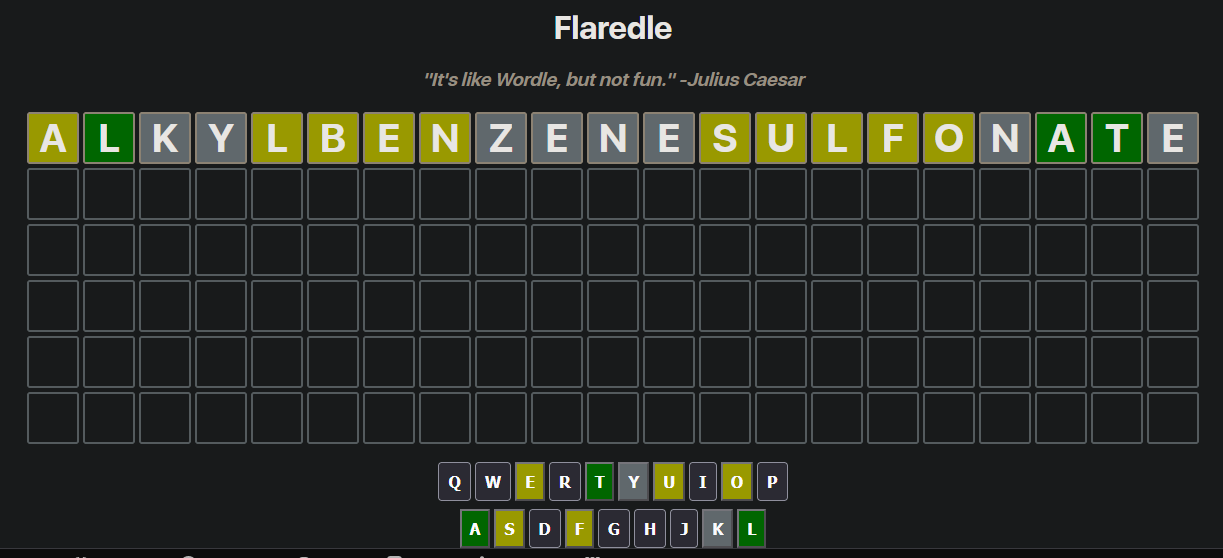 Flaredle
"It's like Wordle, but not fun." -Julius Caesar
ALKYLBENZENESULFONATE
QWERTYUIOP
ASDFGHJKL